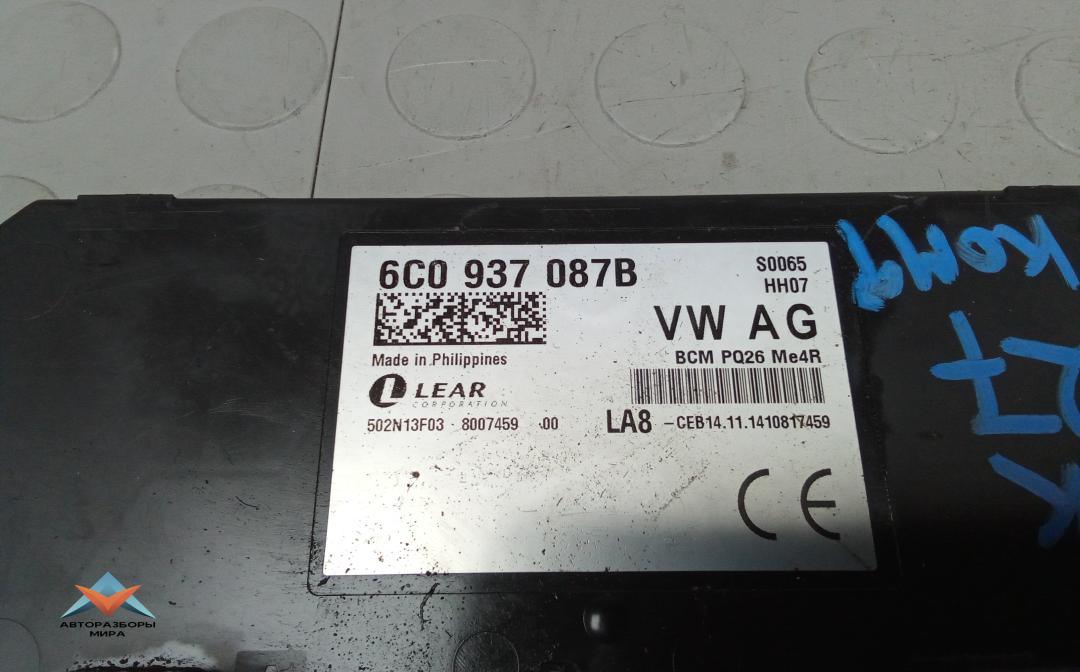 6C0 937 087B
S0065
HH07
VW AG
Made in Philippines
BCM PQ26 Me4R
LEAR
CORPORATION
502N13F03 8007459 00
LA8 -CEB14.11.1410817459
CE
АВТОРАЗБОРЫ
МИРА